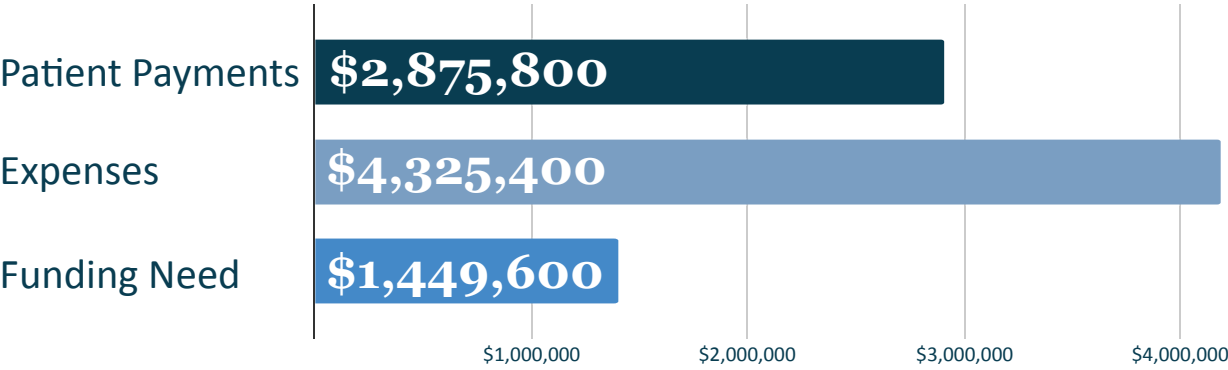 Patient Payments $2,875,800
Expenses $4,325,400
Funding Need $1,449,600
$1,000,000 $2,000,000 $3,000,000 $4,000,000